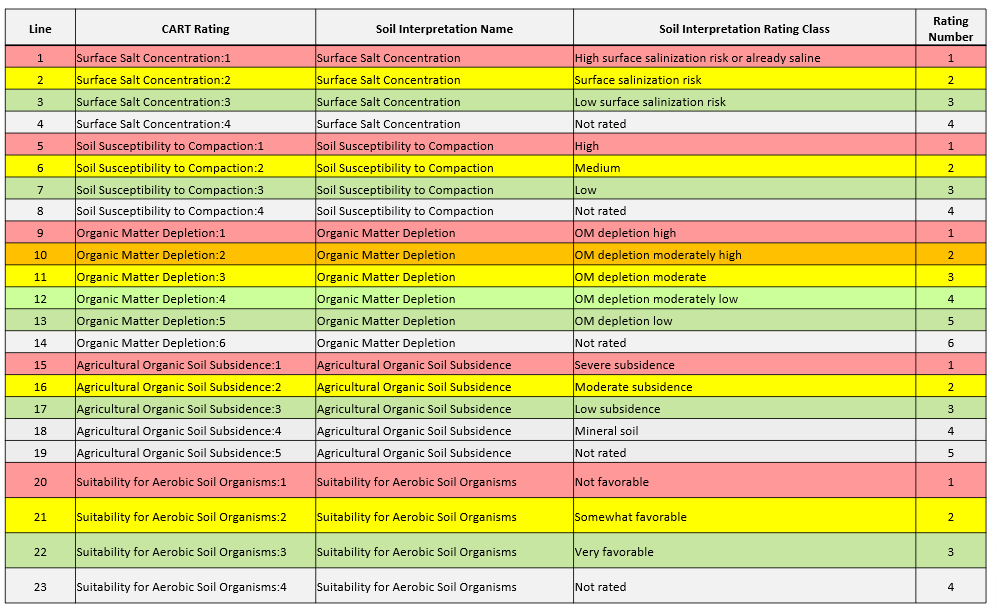 Line CART Rating Soil Interpretation Name Soil Interpretation Rating Class Rating Number
1 Surface Salt Concentration:1 Surface Salt Concentration High surface salinization risk or already saline 1
2 Surface Salt Concentration:2 Surface Salt Concentration Surface salinization risk 2
3 Surface Salt Concentration:3 Surface Salt Concentration Low surface salinization risk 3
4 Surface Salt Concentration:4 Surface Salt Concentration Not rated 4
5 Soil Susceptibility to Compaction:1 Soil Susceptibility to Compaction High 1
6 Soil Susceptibility to Compaction:2 Soil Susceptibility to Compaction Medium 2
7 Soil Susceptibility to Compaction:3 Soil Susceptibility to Compaction Low 3
8 Soil Susceptibility to Compaction:4 Soil Susceptibility to Compaction Not rated 4
9 Organic Matter Depletion:1 Organic Matter Depletion OM depletion high 1
10 Organic Matter Depletion:2 Organic Matter Depletion OM depletion moderately high 2
11 Organic Matter Depletion:3 Organic Matter Depletion OM depletion moderate 3
12 Organic Matter Depletion:4 Organic Matter Depletion OM depletion moderately low 4
13 Organic Matter Depletion:5 Organic Matter Depletion OM depletion low 5
14 Organic Matter Depletion:6 Organic Matter Depletion Not rated 6
15 Agricultural Organic Soil Subsidence:1 Agricultural Organic Soil Subsidence Severe subsidence 1
16 Agricultural Organic Soil Subsidence:2 Agricultural Organic Soil Subsidence Moderate subsidence 2
17 Agricultural Organic Soil Subsidence:3 Agricultural Organic Soil Subsidence Low subsidence 3
18 Agricultural Organic Soil Subsidence:4 Agricultural Organic Soil Subsidence Mineral soil 4
19 Agricultural Organic Soil Subsidence:5 Agricultural Organic Soil Subsidence Not rated 5
20 Suitability for Aerobic Soil Organisms:1 Suitability for Aerobic Soil Organisms Not favorable 1
21 Suitability for Aerobic Soil Organisms:2 Suitability for Aerobic Soil Organisms Somewhat favorable 2
22 Suitability for Aerobic Soil Organisms:3 Suitability for Aerobic Soil Organisms Very favorable 3
23 Suitability for Aerobic Soil Organisms:4 Suitability for Aerobic Soil Organisms Not rated 4